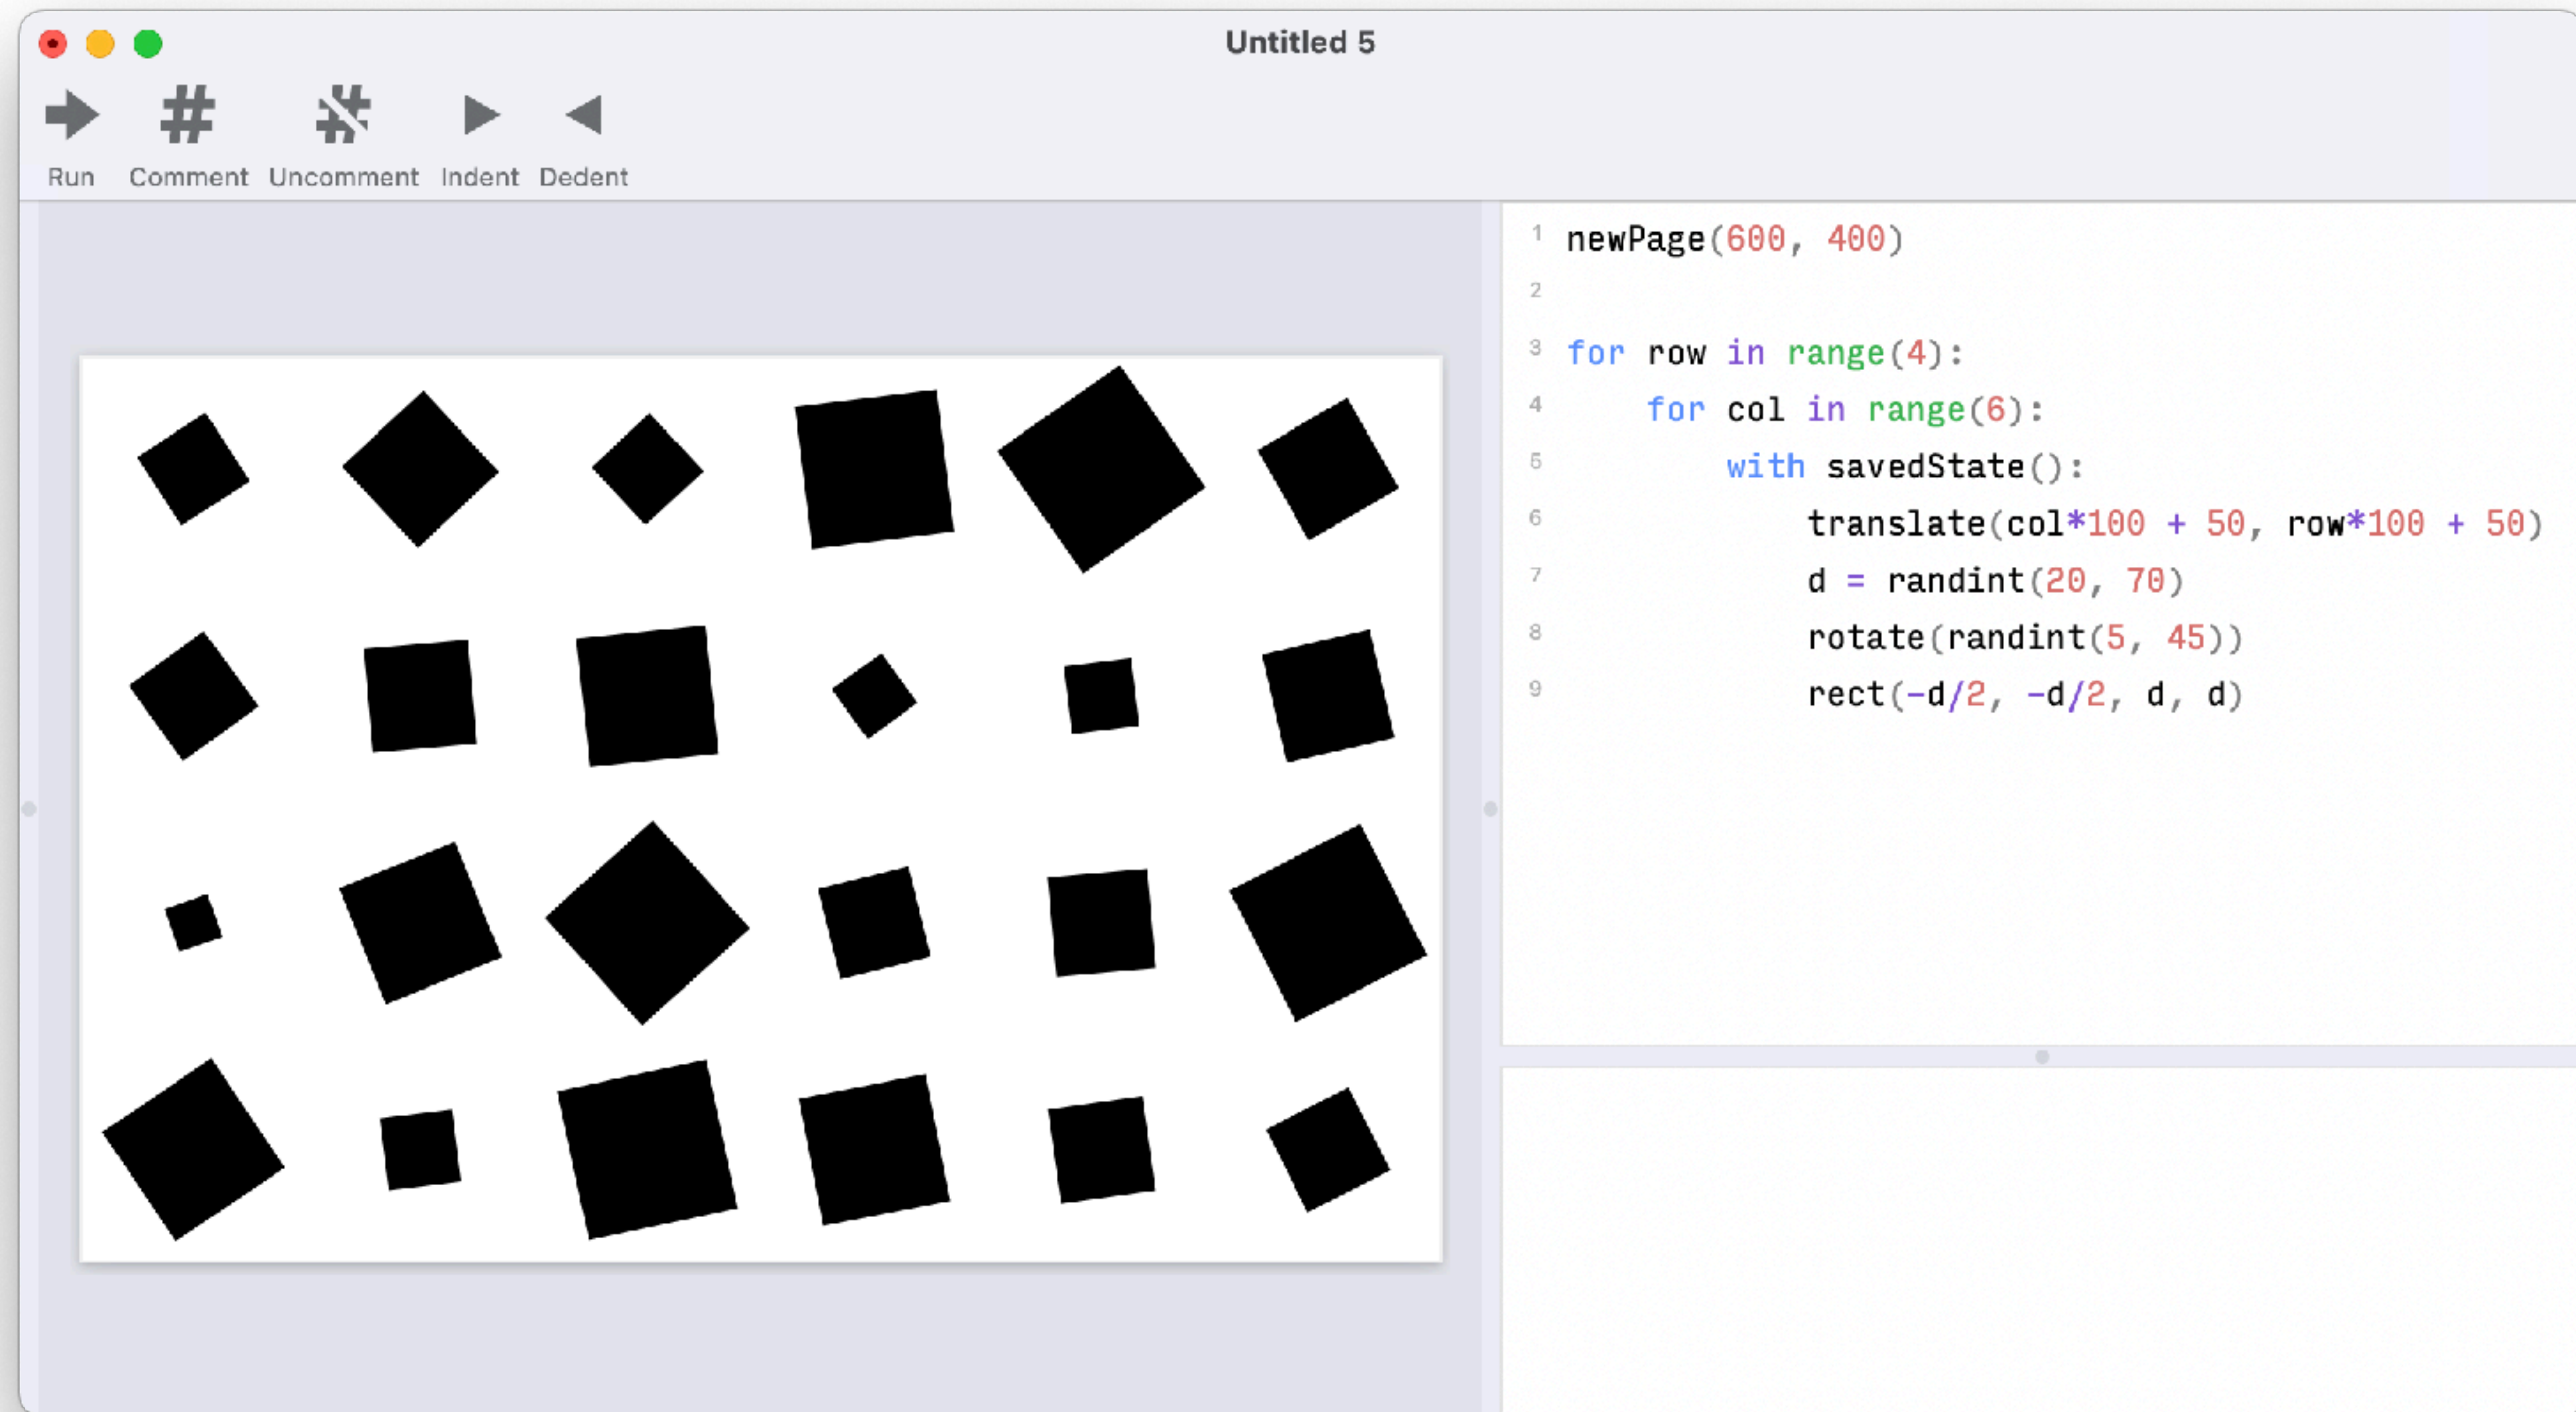 Untitled 5
Run Comment Uncomment Indent Dedent
1 newPage(600, 400)
2
3 for row in range(4):
4     for col in range(6):
5         with savedState():
6             translate(col*100 + 50, row*100 + 50)
7             d = randint(20, 70)
8             rotate(randint(5, 45))
9             rect(-d/2, -d/2, d, d)